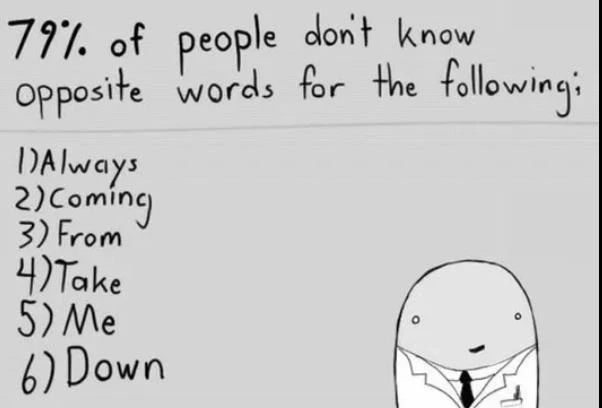 79% of people don't know
opposite words for the following;
1)Always
2)Coming
3) From
4)Take
5) Me
6) Down